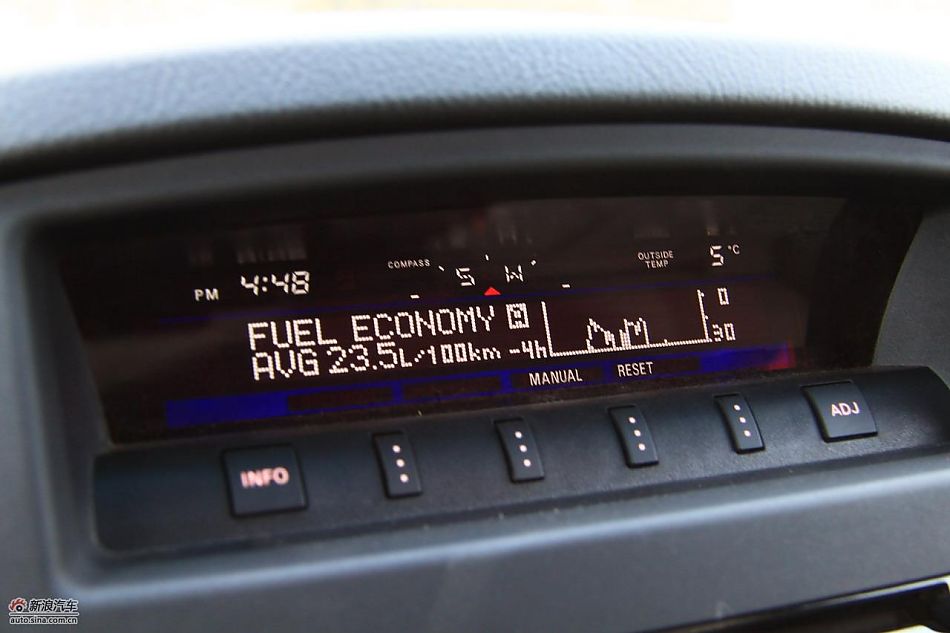 COMPASS
OUTSIDE TEMP
5°C
PM 4:48
S W
FUEL ECONOMY
0
AVG 23.5L/100km -4h
30
MANUAL RESET
INFO
ADJ
新浪汽车
auto.sina.com.cn